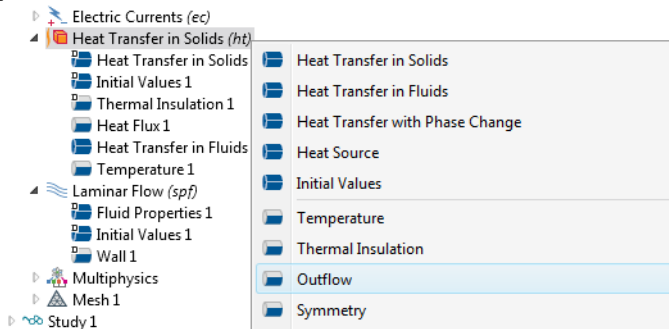 Electric Currents (ec)
Heat Transfer in Solids (ht)
Heat Transfer in Solids
Initial Values 1
Thermal Insulation 1
Heat Flux 1
Heat Transfer in Fluids
Temperature 1
Laminar Flow (spf)
Fluid Properties 1
Initial Values 1
Wall 1
Multiphysics
Mesh 1
Study 1
Heat Transfer in Solids
Heat Transfer in Fluids
Heat Transfer with Phase Change
Heat Source
Initial Values
Temperature
Thermal Insulation
Outflow
Symmetry